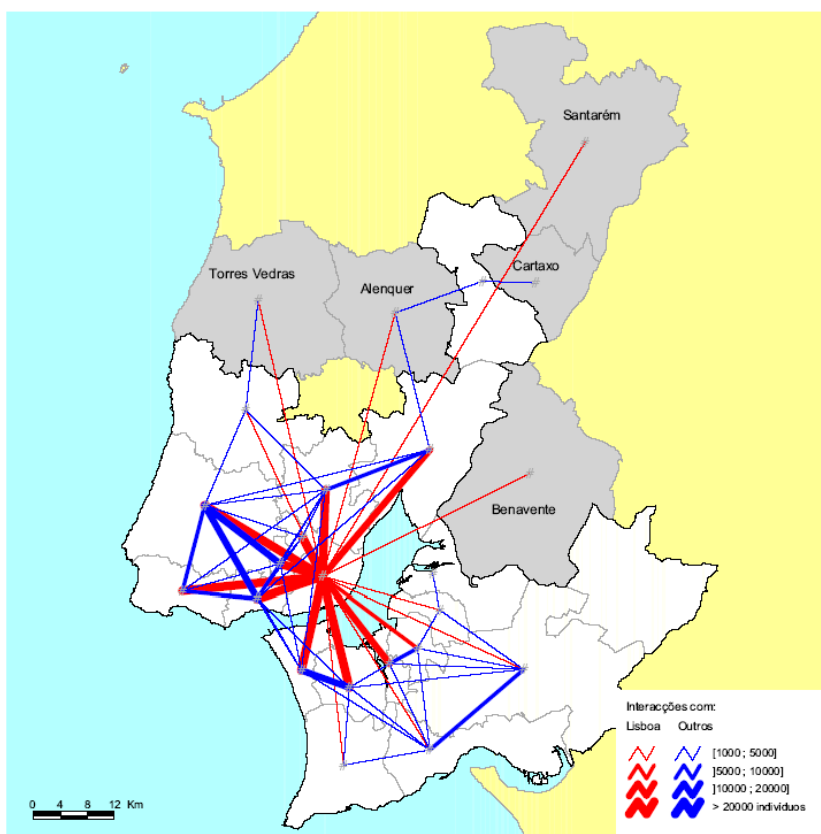 Santarém
Cartaxo
Torres Vedras
Alenquer
Benavente
Interacções com:
Lisboa Outros
[1000 ; 5000]
]5000 ; 10000]
]10000 ; 20000]
> 20000 indivíduos
0 4 8 12 Km